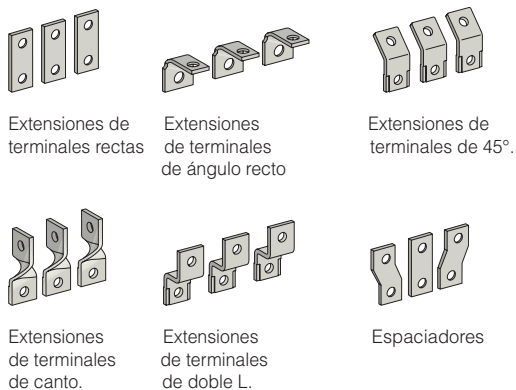 Extensiones de
terminales rectas
Extensiones
de terminales
de ángulo recto
Extensiones de
terminales de 45°.
Extensiones
de terminales
de canto.
Extensiones
de terminales
de doble L.
Espaciadores